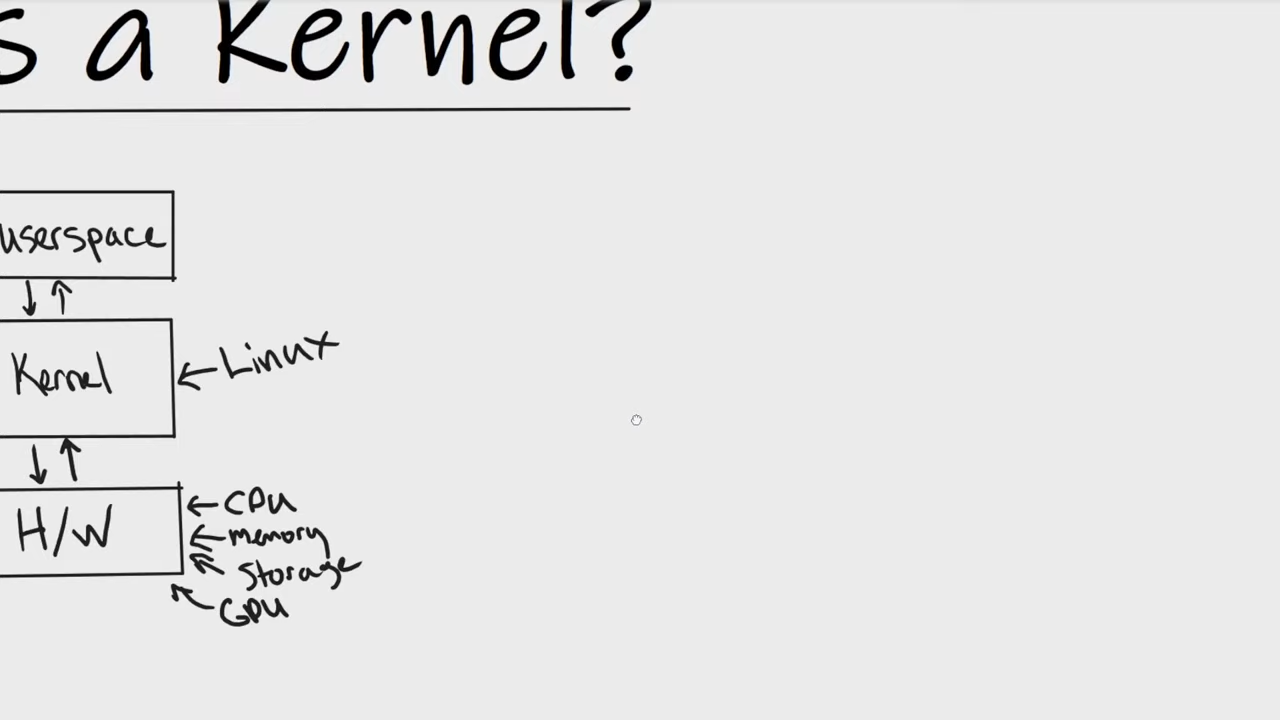 s a Kernel?
userspace
Kernel
Linux
H/W
CPU
memory
Storage
GPU